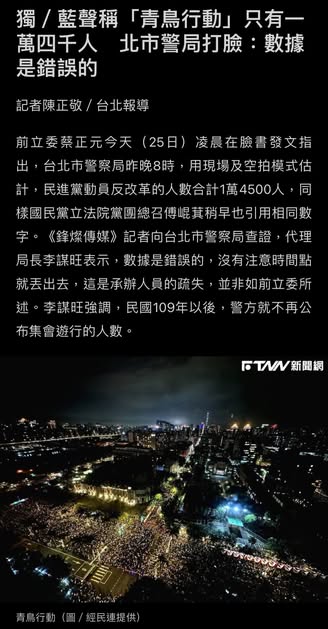 獨 / 藍聲稱「青鳥行動」只有一
萬四千人　北市警局打臉：數據
是錯誤的
記者陳正敬 / 台北報導
前立委蔡正元今天（25日）凌晨在臉書發文指
出，台北市警察局昨晚8時，用現場及空拍模式估
計，民進黨動員反改革的人數合計1萬4500人，同
樣國民黨立法院黨團總召傅崐萁稍早也引用相同數
字。《鋒燦傳媒》記者向台北市警察局查證，代理
局長李謀旺表示，數據是錯誤的，沒有注意時間點
就丟出去，這是承辦人員的疏失，並非如前立委所
述。李謀旺強調，民國109年以後，警方就不再公
布集會遊行的人數。
FTNN 新聞網
青鳥行動（圖 / 經民連提供）